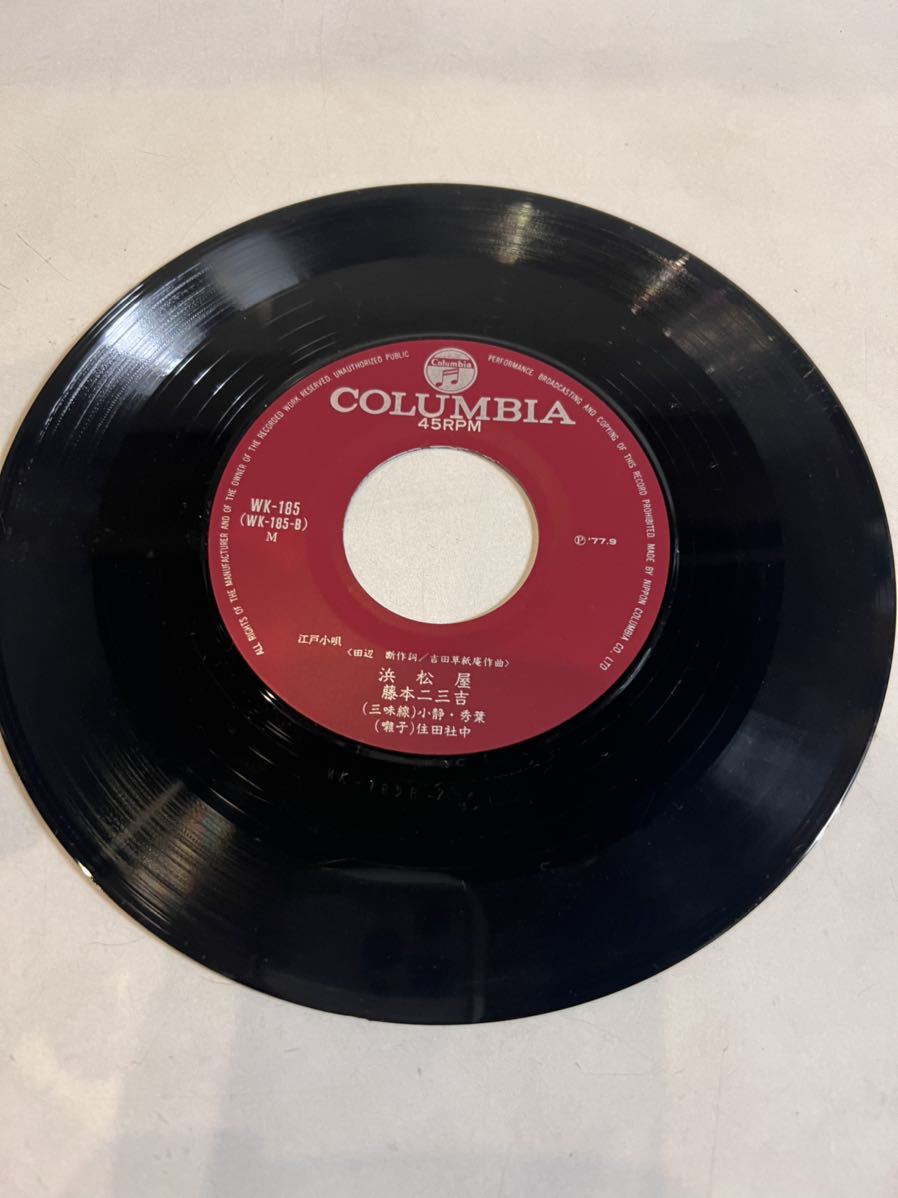 ALL RIGHTS OF THE MANUFACTURER AND OF THE OWNER OF THE RECORDED WORK RESERVED. UNAUTHORIZED PUBLIC PERFORMANCE, BROADCASTING AND COPYING OF THIS RECORD PROHIBITED. MADE BY NIPPON COLUMBIA CO., LTD
Columbia
COLUMBIA
45RPM
WK-185
(WK-185-B)
M
Ⓟ '77.9
江戸小唄
〈田辺 断作詞/吉田草紙庵作曲〉
浜松屋
藤本二三吉
(三味線)小静・秀葉
(囃子)住田社中